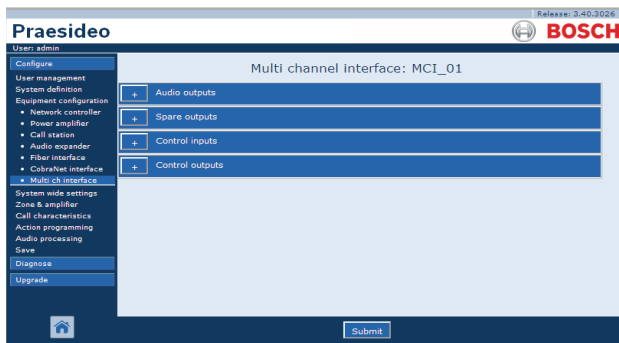 Release: 3.40.3026
Praesideo
BOSCH
User: admin
Configure
User management
System definition
Equipment configuration
• Network controller
• Power amplifier
• Call station
• Audio expander
• Fiber interface
• CobraNet interface
• Multi ch interface
System wide settings
Zone & amplifier
Call characteristics
Action programming
Audio processing
Save
Diagnose
Upgrade
Multi channel interface: MCI_01
+ Audio outputs
+ Spare outputs
+ Control inputs
+ Control outputs
Submit